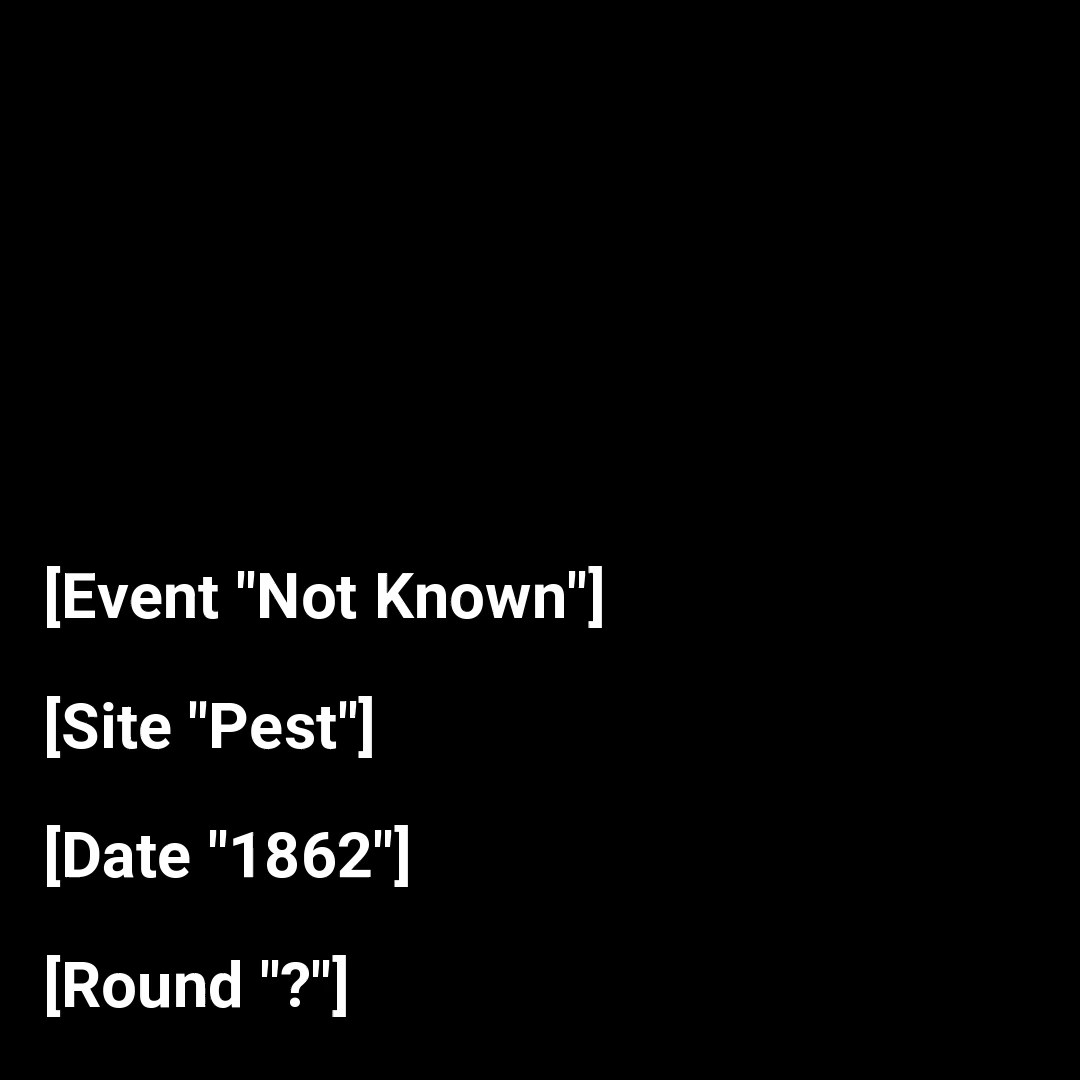 [Event "Not Known"]
[Site "Pest"]
[Date "1862"]
[Round "?"]